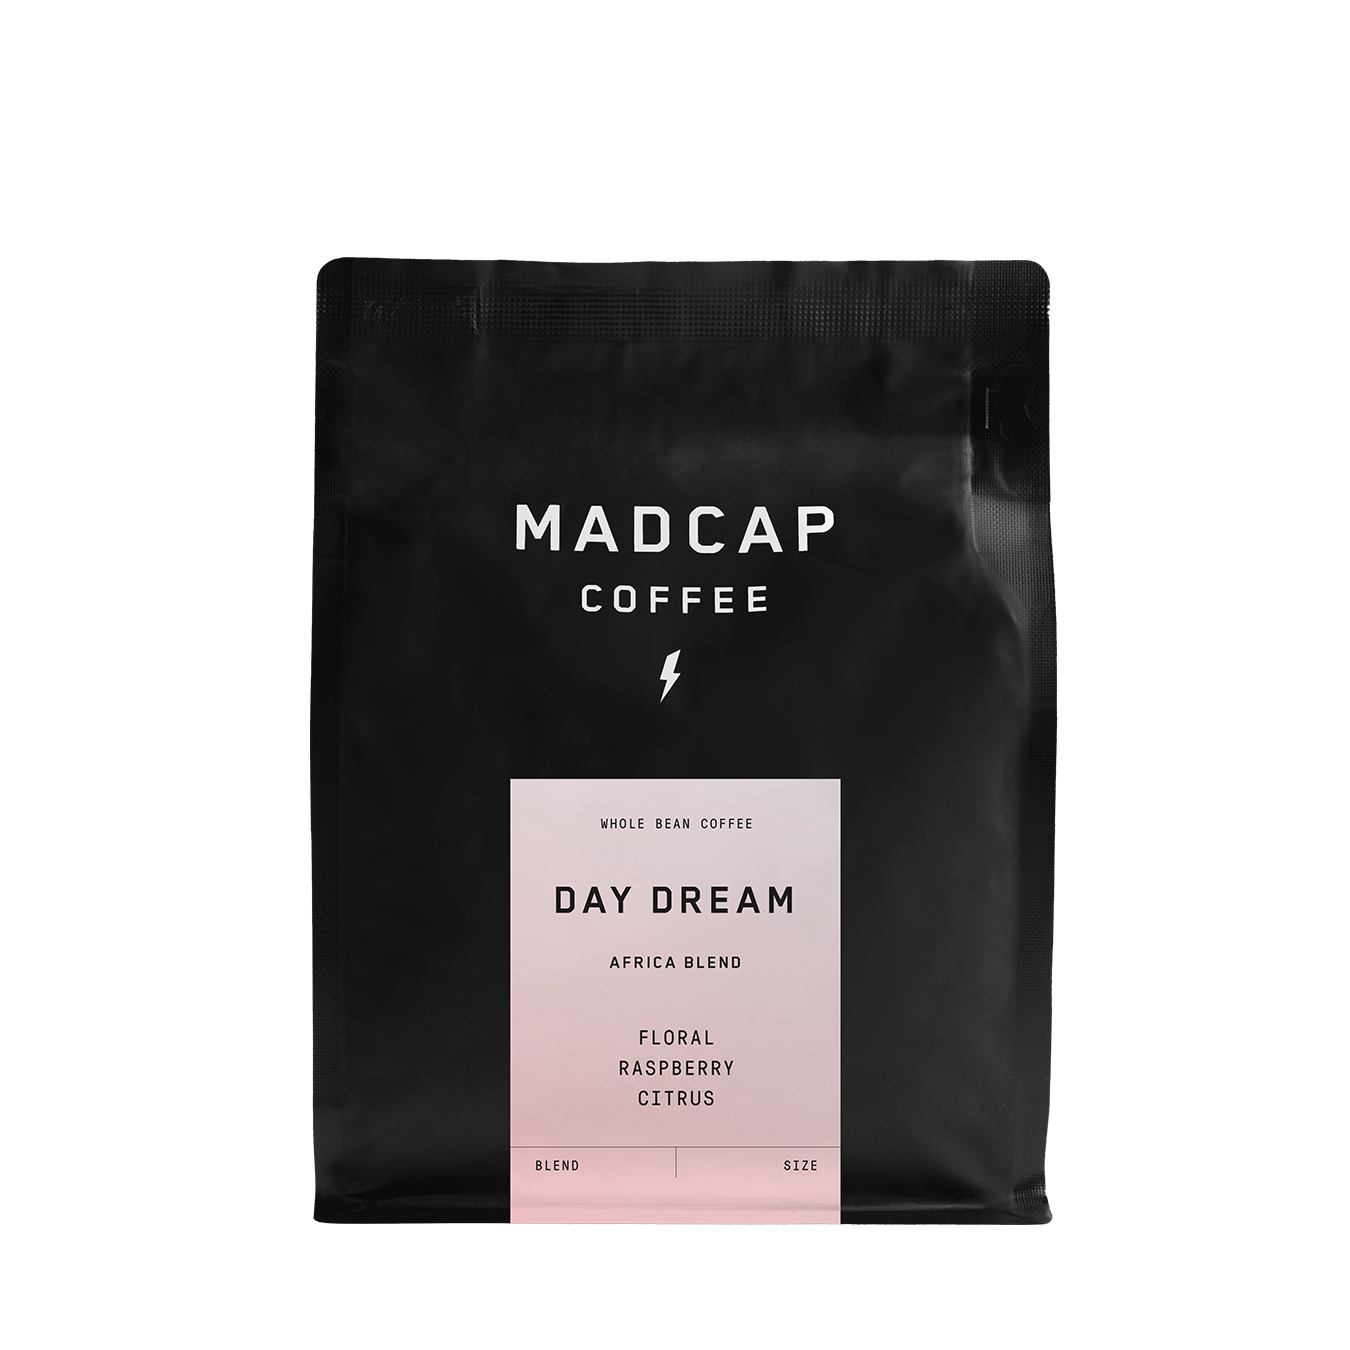 MADCAP
COFFEE
WHOLE BEAN COFFEE
DAY DREAM
AFRICA BLEND
FLORAL
RASPBERRY
CITRUS
BLEND SIZE